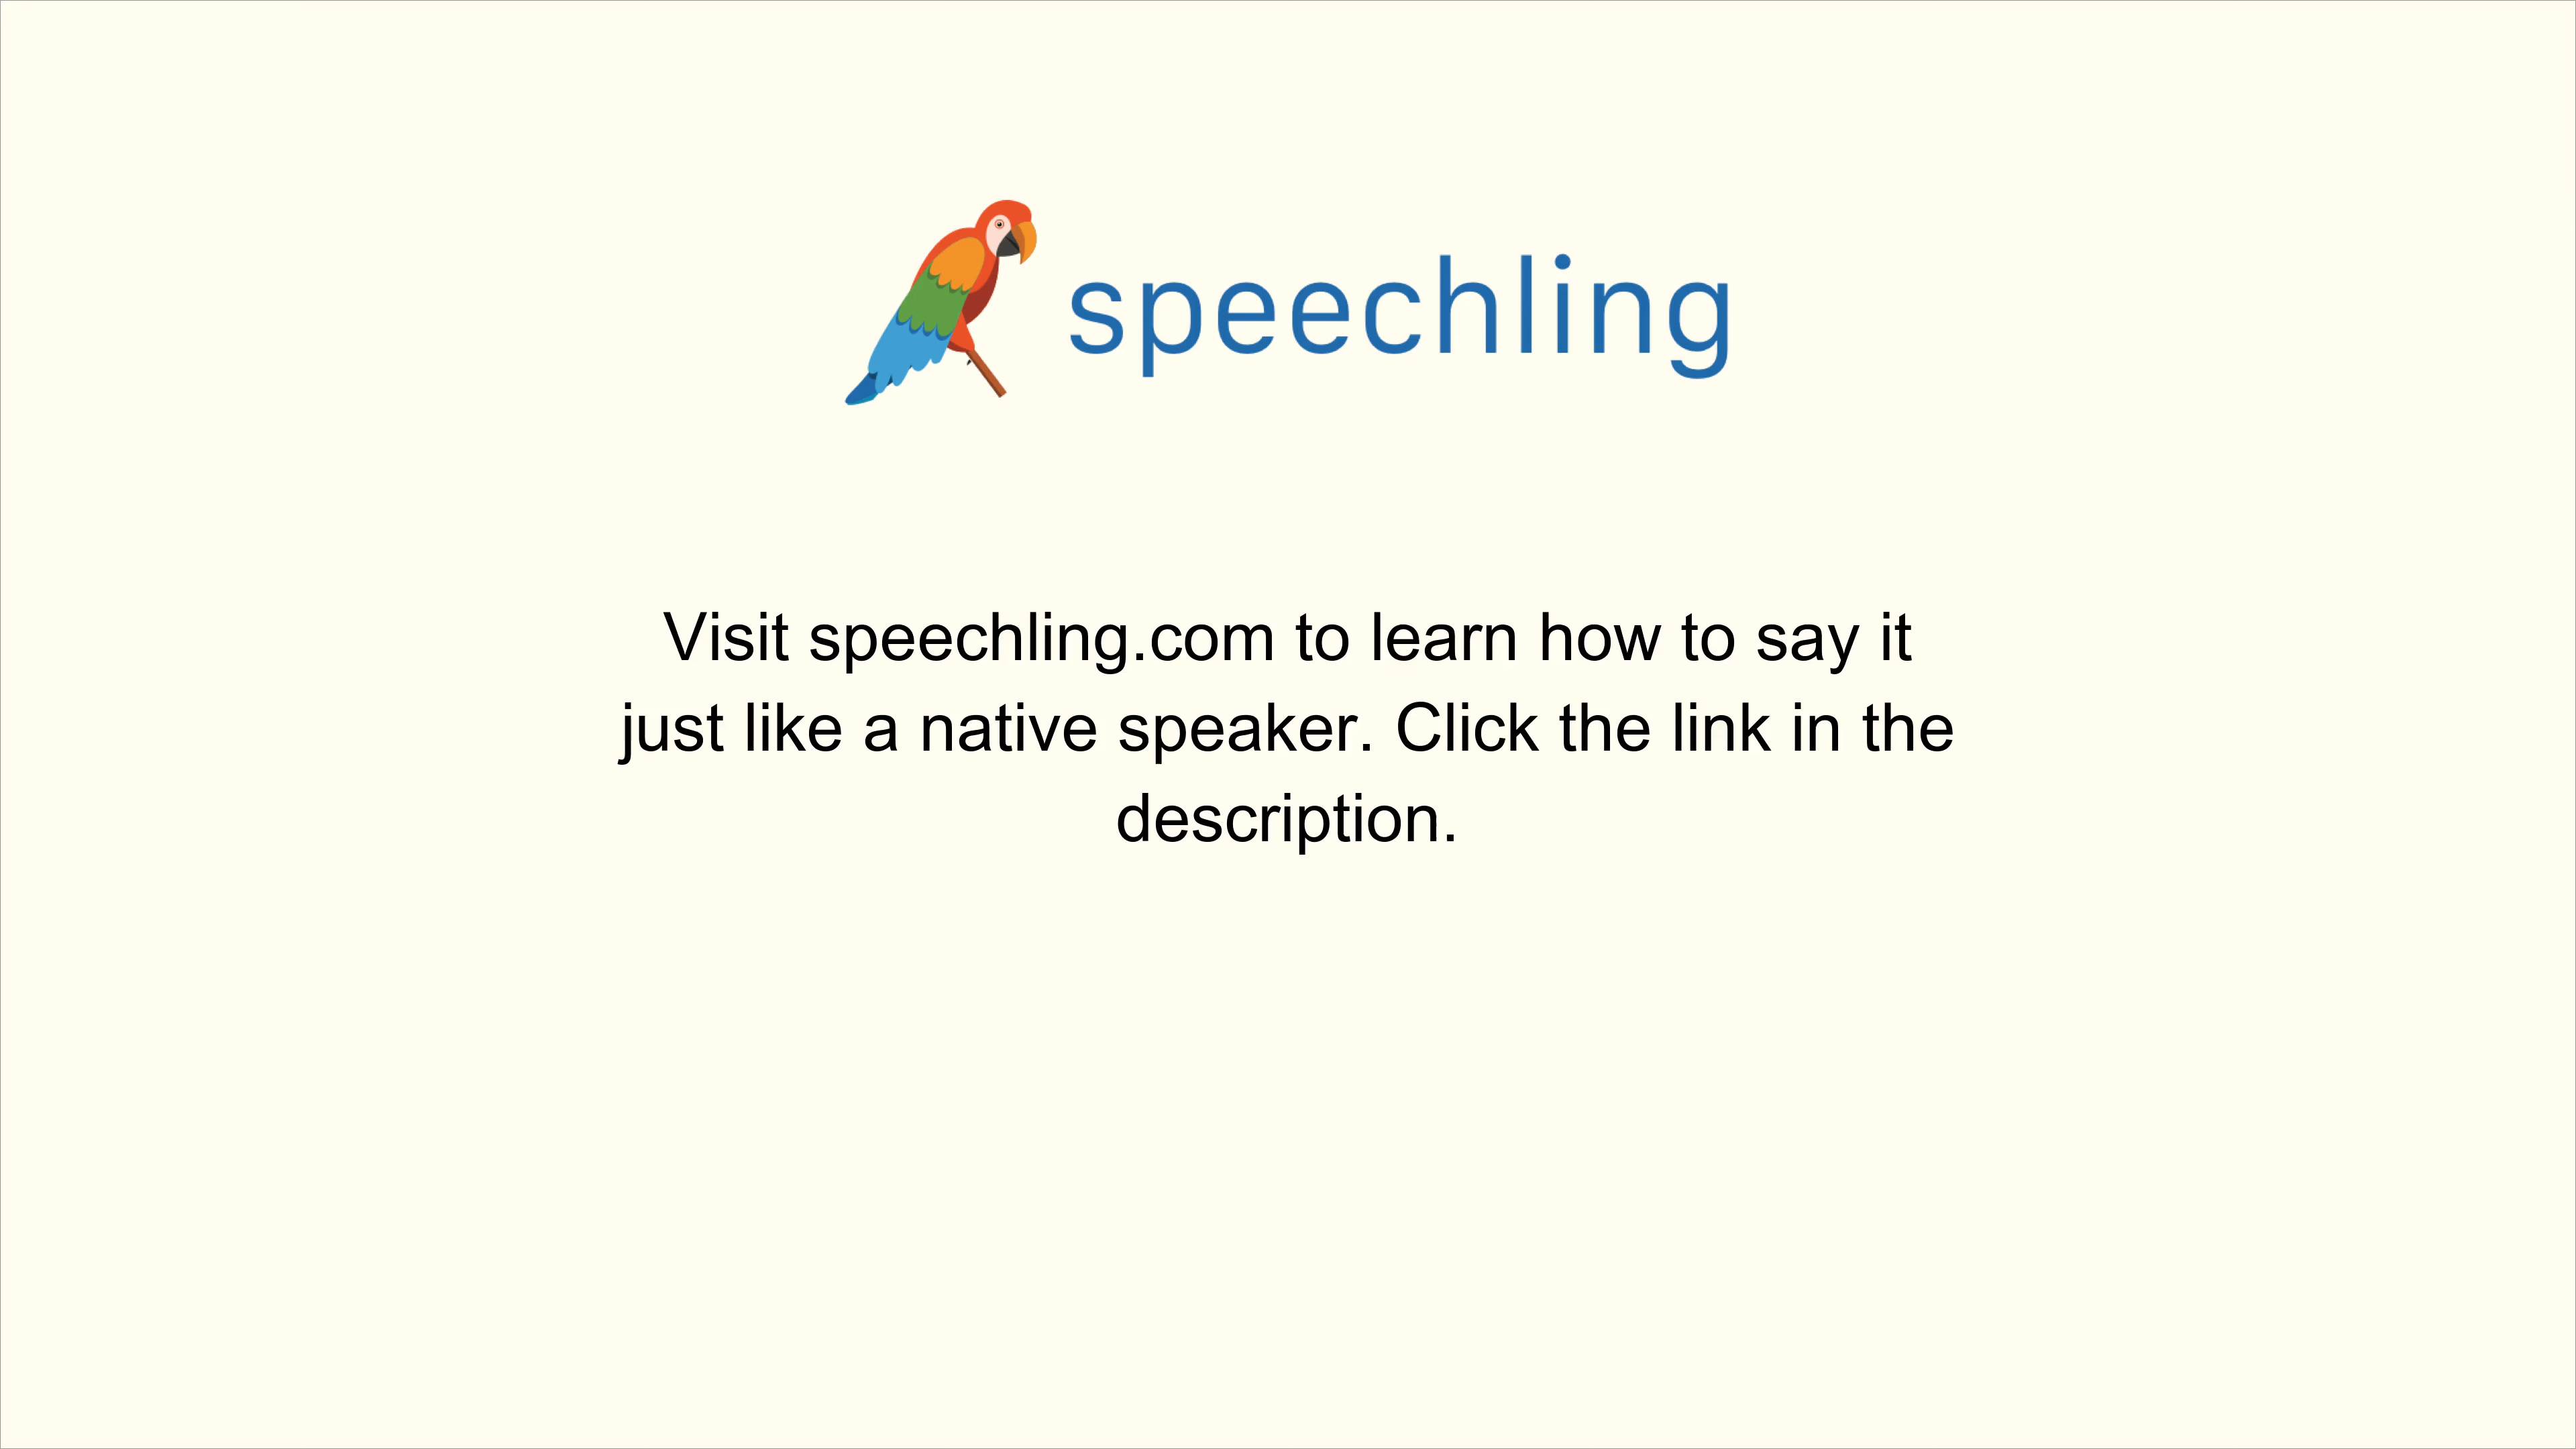 speechling
Visit speechling.com to learn how to say it
just like a native speaker. Click the link in the
description.